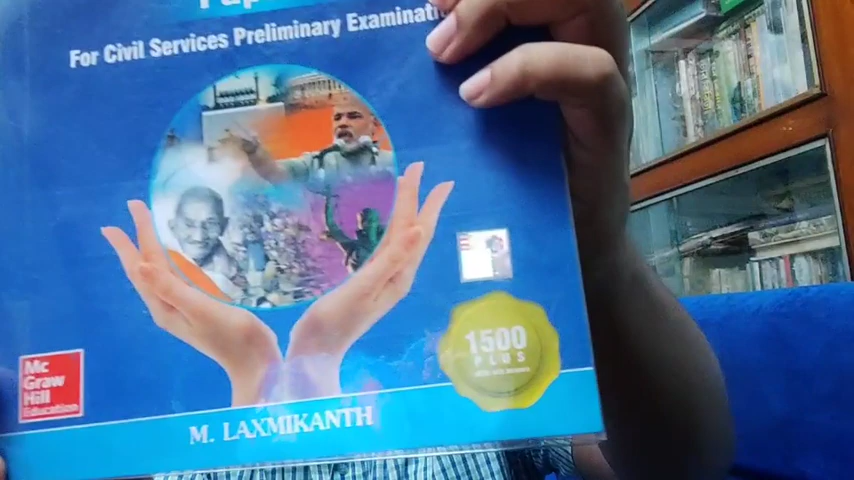 For Civil Services Preliminary Examinati
1500
PLUS
Mc
Graw
Hill
Education
M. LAXMIKANTH